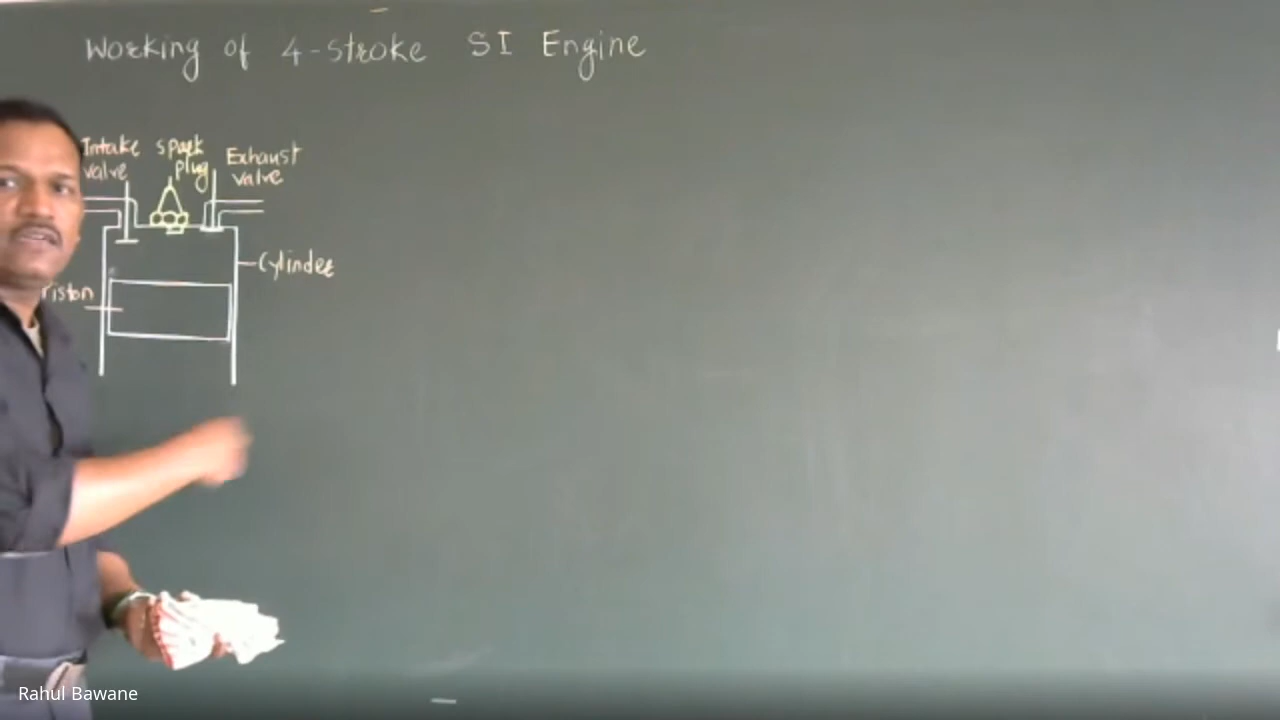 Working of 4-stroke SI Engine
Intake valve
spark plug
Exhaust valve
Cylinder
Piston
Rahul Bawane